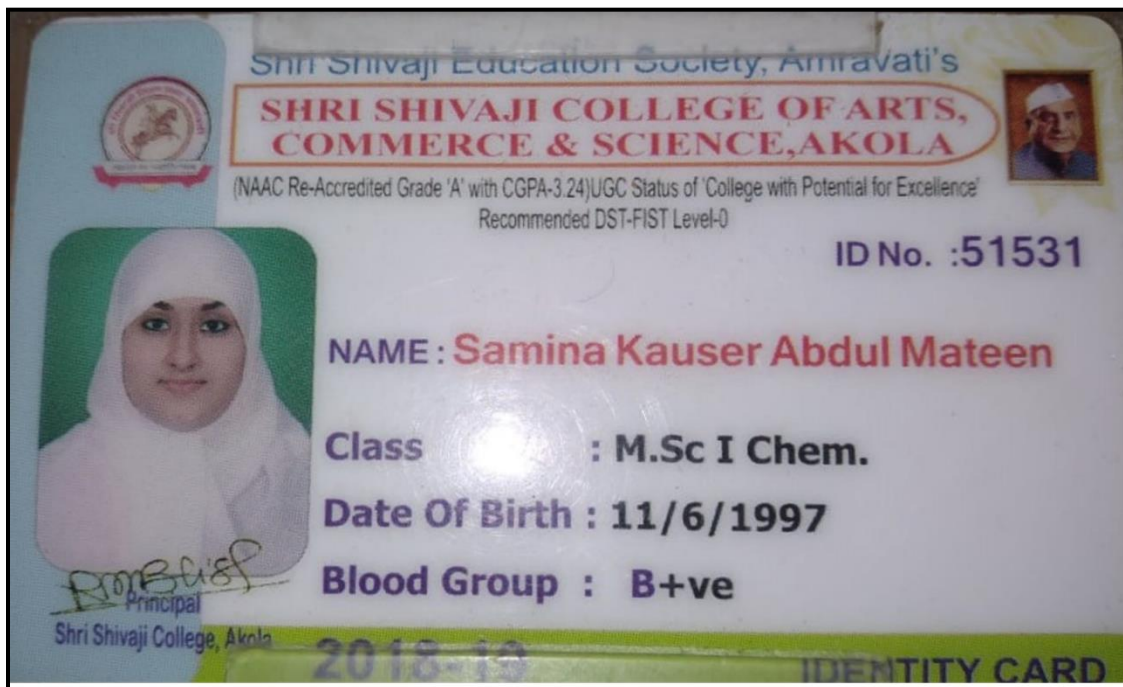 Shri Shivaji Education Society, Amravati's
SHRI SHIVAJI COLLEGE OF ARTS,
COMMERCE & SCIENCE,AKOLA
(NAAC Re-Accredited Grade 'A' with CGPA-3.24)UGC Status of 'College with Potential for Excellence'
Recommended DST-FIST Level-0
ID No. :51531
NAME : Samina Kauser Abdul Mateen
Class : M.Sc I Chem.
Date Of Birth : 11/6/1997
Blood Group : B+ve
Principal
Shri Shivaji College, Akola
2018-19
IDENTITY CARD